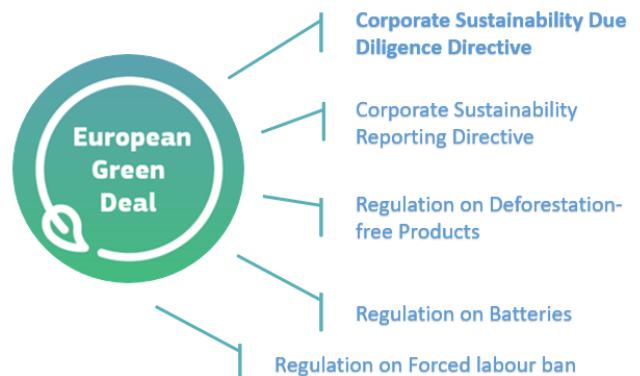 Corporate Sustainability Due
Diligence Directive
European
Green
Deal
Corporate Sustainability
Reporting Directive
Regulation on Deforestation-
free Products
Regulation on Batteries
Regulation on Forced labour ban